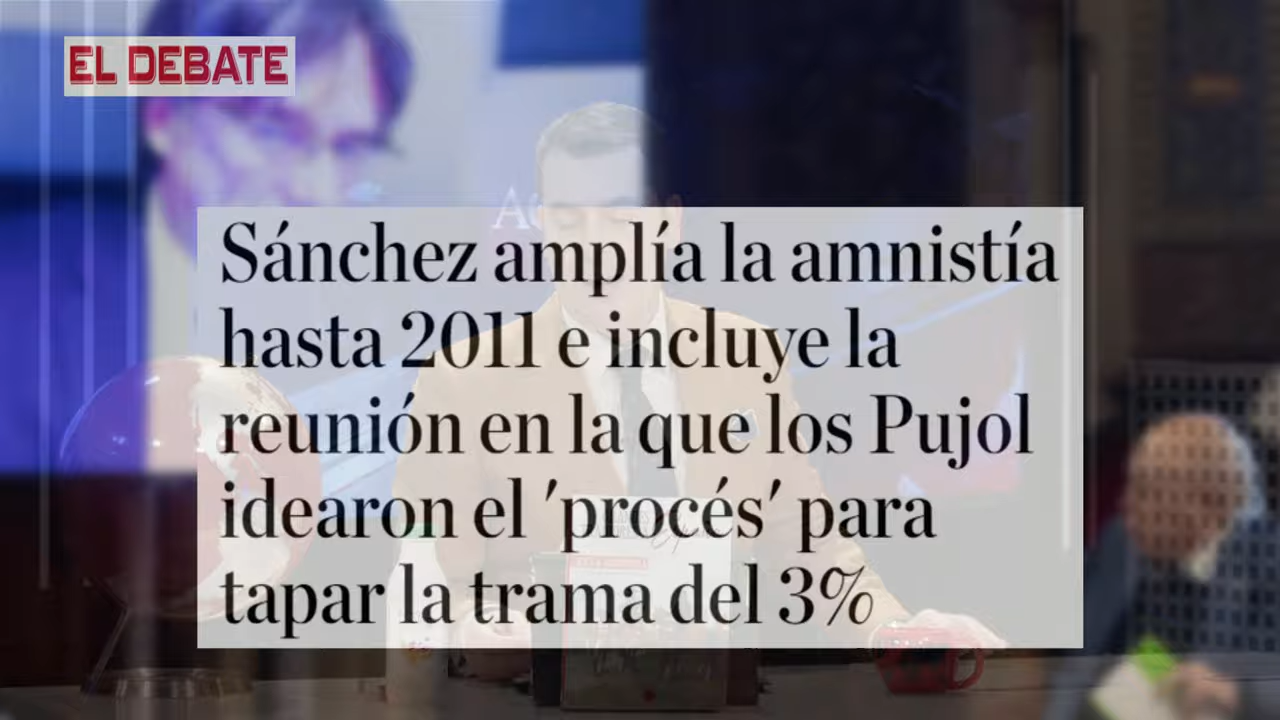 EL DEBATE
Sánchez amplía la amnistía
hasta 2011 e incluye la
reunión en la que los Pujol
idearon el 'procés' para
tapar la trama del 3%